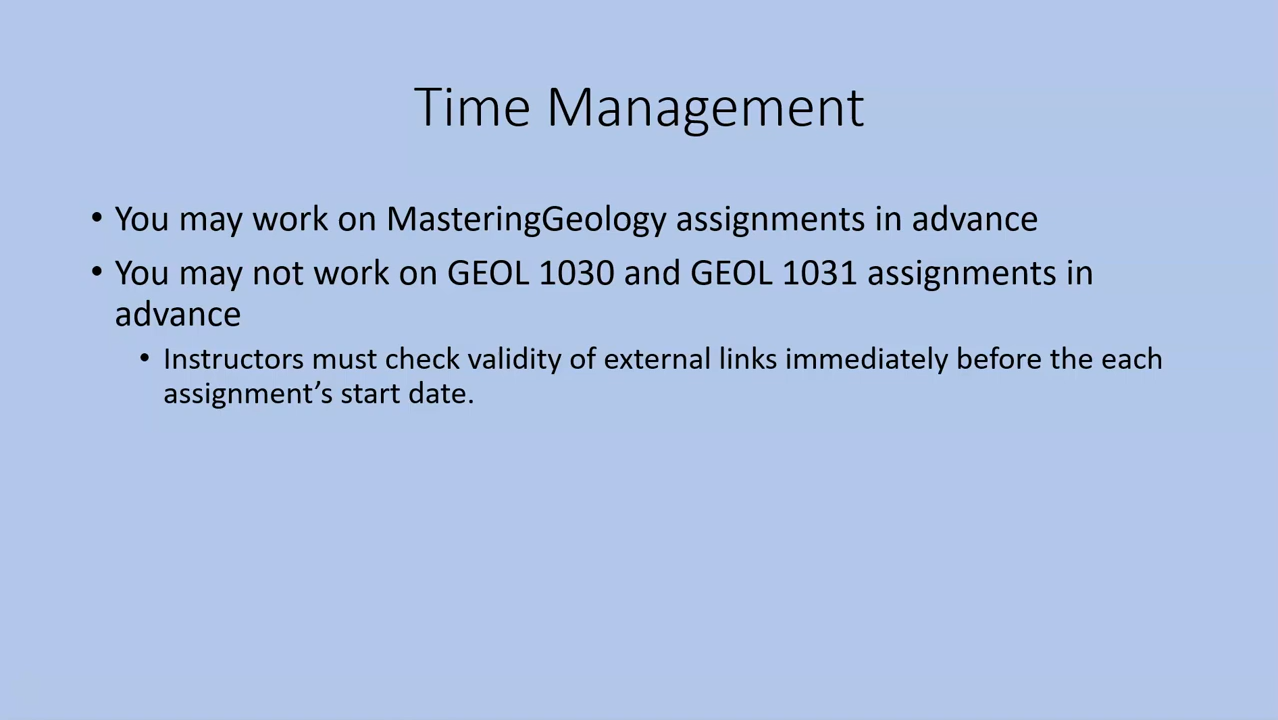 Time Management
• You may work on MasteringGeology assignments in advance
• You may not work on GEOL 1030 and GEOL 1031 assignments in
advance
• Instructors must check validity of external links immediately before the each
assignment’s start date.